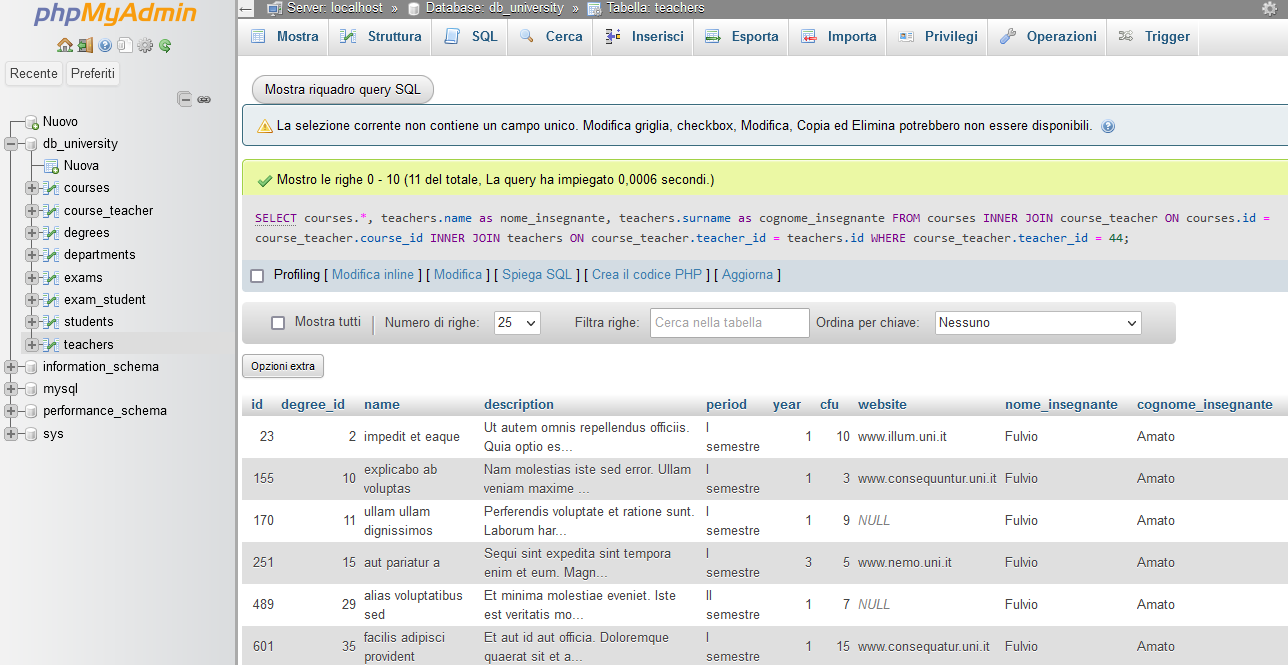 phpMyAdmin
Recente Preferiti
Nuovo
db_university
Nuova
courses
course_teacher
degrees
departments
exams
exam_student
students
teachers
information_schema
mysql
performance_schema
sys
Server: localhost » Database: db_university » Tabella: teachers
Mostra Struttura SQL Cerca Inserisci Esporta Importa Privilegi Operazioni Trigger
Mostra riquadro query SQL
La selezione corrente non contiene un campo unico. Modifica griglia, checkbox, Modifica, Copia ed Elimina potrebbero non essere disponibili.
Mostro le righe 0 - 10 (11 del totale, La query ha impiegato 0,0006 secondi.)
SELECT courses.*, teachers.name as nome_insegnante, teachers.surname as cognome_insegnante FROM courses INNER JOIN course_teacher ON courses.id =
course_teacher.course_id INNER JOIN teachers ON course_teacher.teacher_id = teachers.id WHERE course_teacher.teacher_id = 44;
Profiling [ Modifica inline ] [ Modifica ] [ Spiega SQL ] [ Crea il codice PHP ] [ Aggiorna ]
Mostra tutti Numero di righe: 25 Filtra righe: Cerca nella tabella Ordina per chiave: Nessuno
Opzioni extra
id degree_id name description period year cfu website nome_insegnante cognome_insegnante
23 2 impedit et eaque Ut autem omnis repellendus officiis. I 1 10 www.illum.uni.it Fulvio Amato
Quia optio es... semestre
155 10 explicabo ab Nam molestias iste sed error. Ullam I 1 3 www.consequuntur.uni.it Fulvio Amato
voluptas veniam maxime ... semestre
170 11 ullam ullam Perferendis voluptate et ratione sunt. I 1 9 NULL Fulvio Amato
dignissimos Laborum har... semestre
251 15 aut pariatur a Sequi sint expedita sint tempora I 3 5 www.nemo.uni.it Fulvio Amato
enim et eum. Magn... semestre
489 29 alias voluptatibus Et minima molestiae eveniet. Iste II 1 7 NULL Fulvio Amato
sed est veritatis mo... semestre
601 35 facilis adipisci Et aut id aut officia. Doloremque I 1 15 www.consequatur.uni.it Fulvio Amato
provident quaerat sit et a... semestre